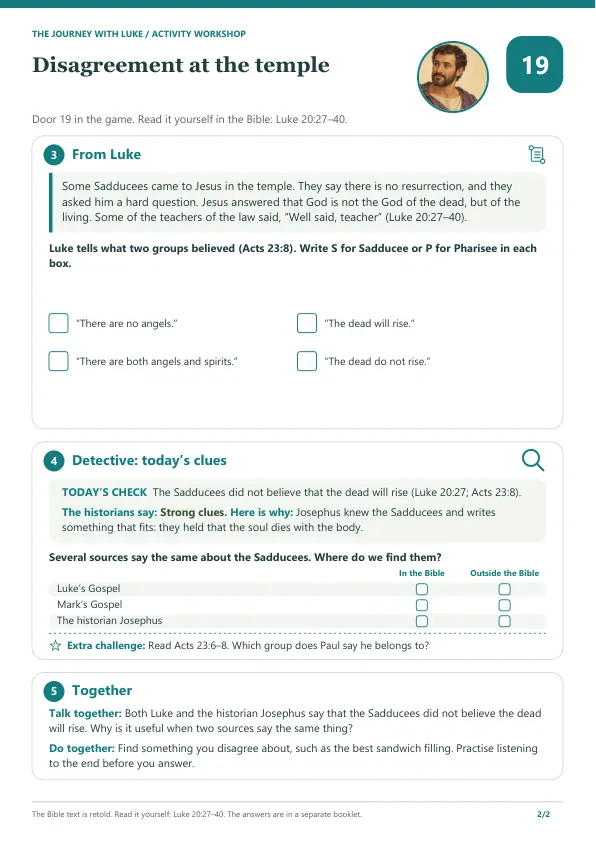 THE JOURNEY WITH LUKE / ACTIVITY WORKSHOP
Disagreement at the temple
19
Door 19 in the game. Read it yourself in the Bible: Luke 20:27–40.
3 From Luke
Some Sadducees came to Jesus in the temple. They say there is no resurrection, and they
asked him a hard question. Jesus answered that God is not the God of the dead, but of the
living. Some of the teachers of the law said, “Well said, teacher” (Luke 20:27–40).
Luke tells what two groups believed (Acts 23:8). Write S for Sadducee or P for Pharisee in each
box.
“There are no angels.”
“The dead will rise.”
“There are both angels and spirits.”
“The dead do not rise.”
4 Detective: today’s clues
TODAY’S CHECK The Sadducees did not believe that the dead will rise (Luke 20:27; Acts 23:8).
The historians say: Strong clues. Here is why: Josephus knew the Sadducees and writes
something that fits: they held that the soul dies with the body.
Several sources say the same about the Sadducees. Where do we find them?
In the Bible Outside the Bible
Luke’s Gospel
Mark’s Gospel
The historian Josephus
Extra challenge: Read Acts 23:6–8. Which group does Paul say he belongs to?
5 Together
Talk together: Both Luke and the historian Josephus say that the Sadducees did not believe the dead
will rise. Why is it useful when two sources say the same thing?
Do together: Find something you disagree about, such as the best sandwich filling. Practise listening
to the end before you answer.
The Bible text is retold. Read it yourself: Luke 20:27–40. The answers are in a separate booklet.
2/2